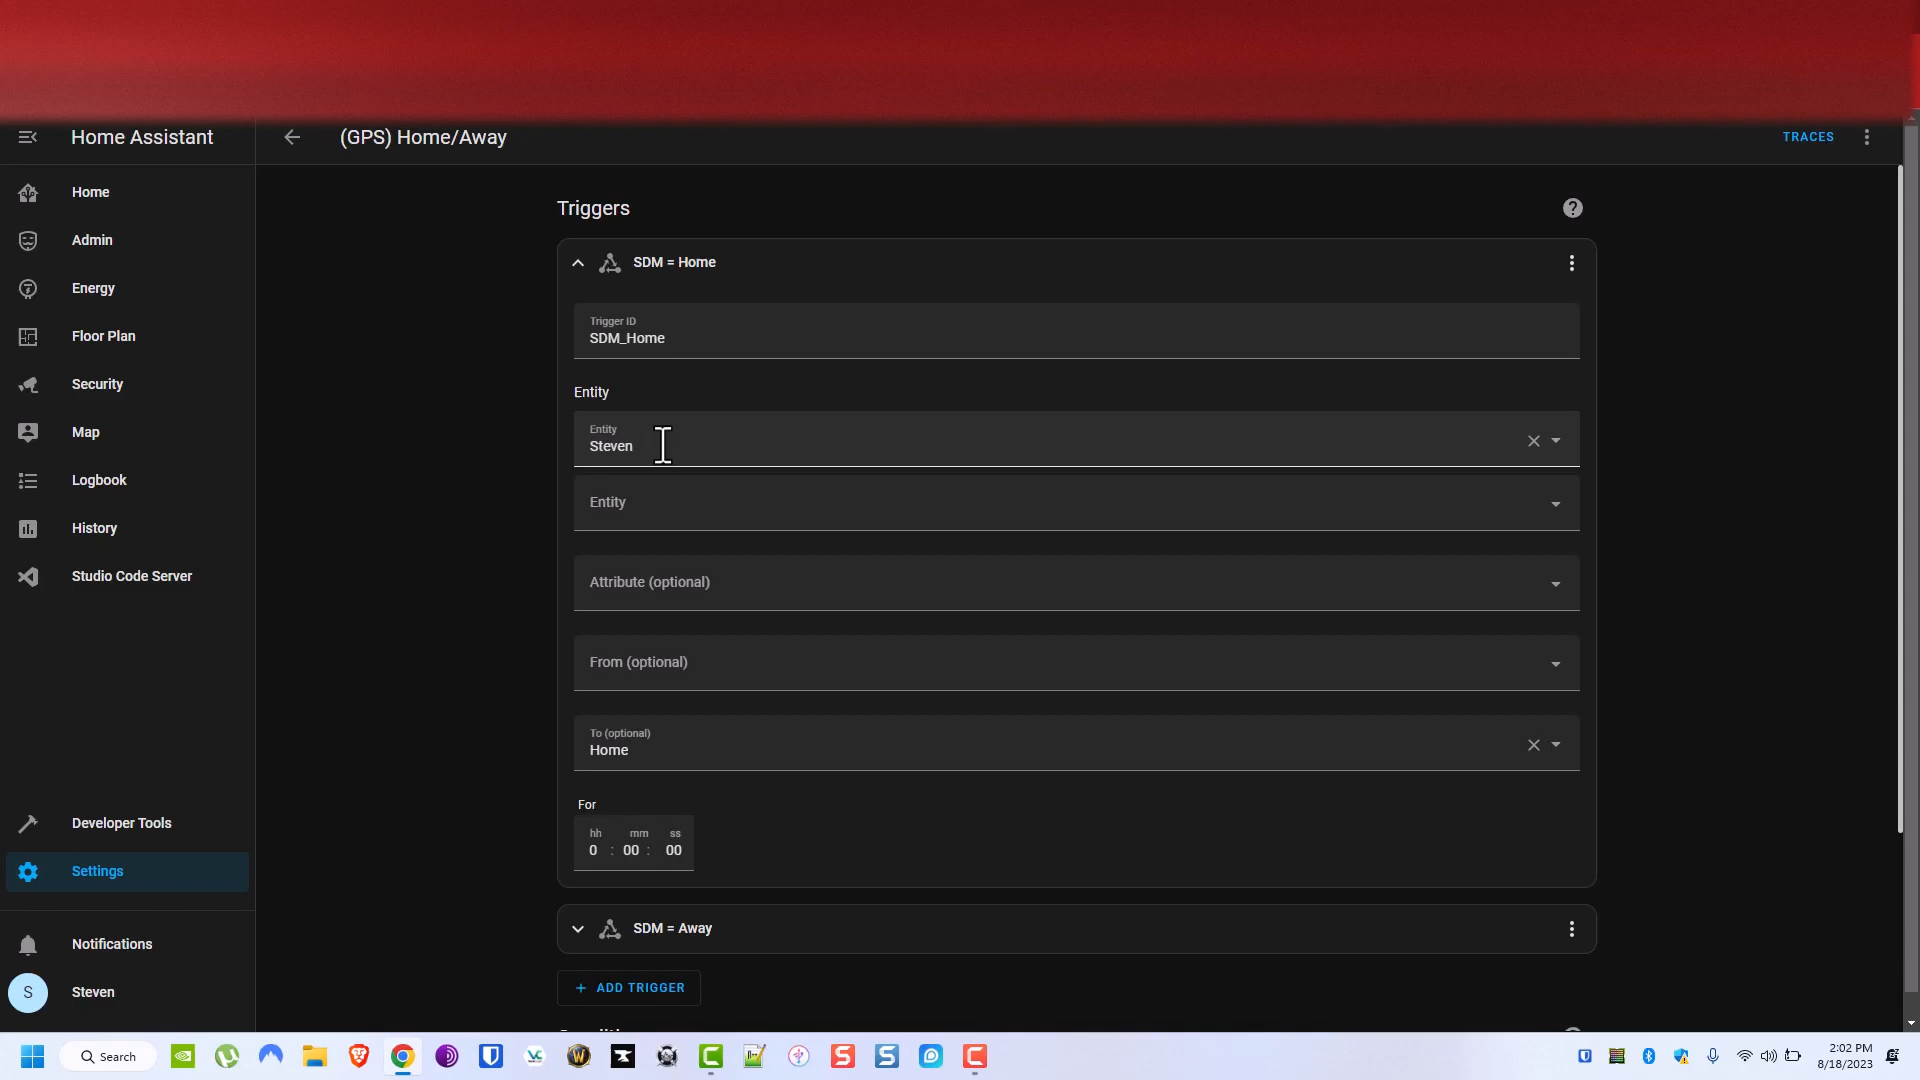 Home Assistant
(GPS) Home/Away
TRACES
Home
Admin
Energy
Floor Plan
Security
Map
Logbook
History
Studio Code Server
Developer Tools
Settings
Notifications
S
Steven
Triggers
SDM = Home
Trigger ID
SDM_Home
Entity
Entity
Steven
Entity
Attribute (optional)
From (optional)
To (optional)
Home
For
hh mm ss
0 : 00 : 00
SDM = Away
+ ADD TRIGGER
Search
2:02 PM
8/18/2023